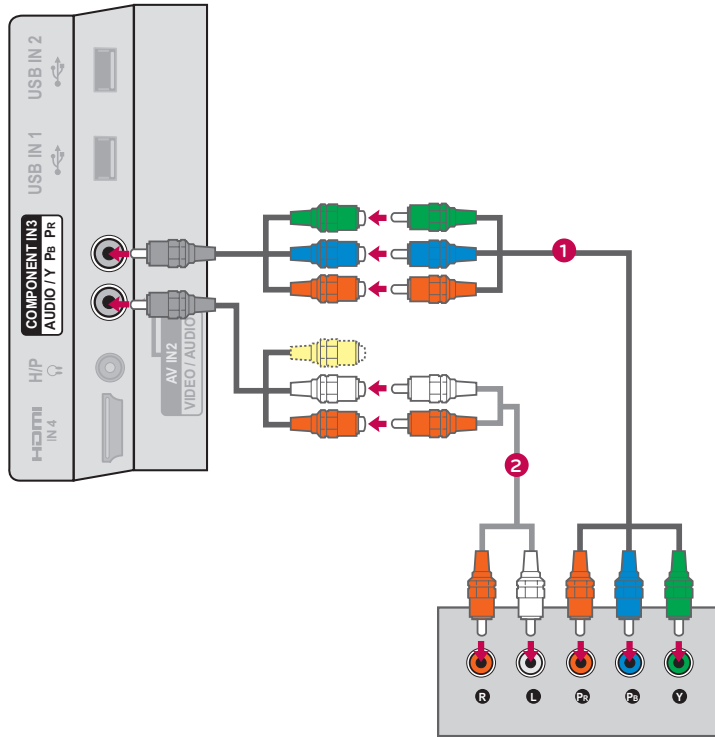 USB IN 2
USB IN 1
COMPONENT IN3
AUDIO / Y PB PR
H/P
HDMI
IN 4
AV IN2
VIDEO / AUDIO
1
2
R
L
PR
PB
Y